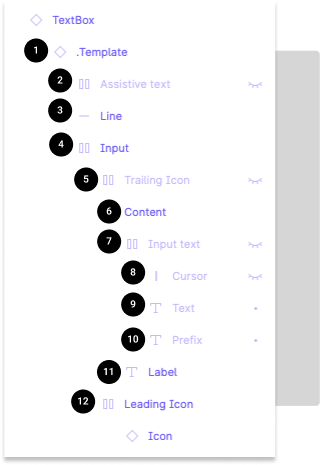 TextBox
1 .Template
2 Assistive text
3 Line
4 Input
5 Trailing Icon
6 Content
7 Input text
8 Cursor
9 Text
10 Prefix
11 Label
12 Leading Icon
Icon